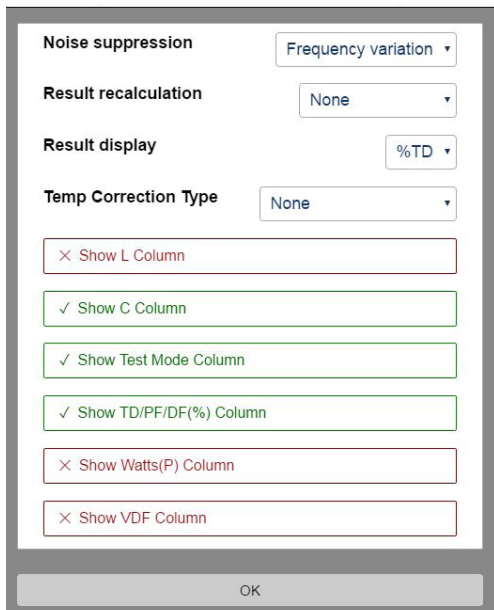 Noise suppression Frequency variation
Result recalculation None
Result display %TD
Temp Correction Type None
× Show L Column
✓ Show C Column
✓ Show Test Mode Column
✓ Show TD/PF/DF(%) Column
× Show Watts(P) Column
× Show VDF Column
OK